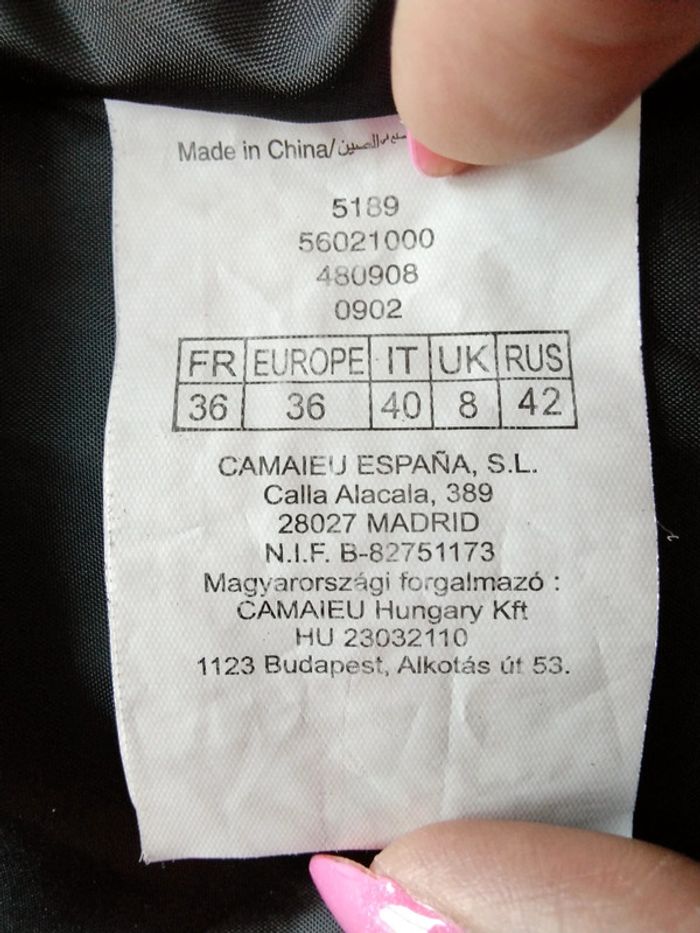 Made in China/
5189
56021000
480908
0902
FR EUROPE IT UK RUS
36 36 40 8 42
CAMAIEU ESPAÑA, S.L.
Calla Alacala, 389
28027 MADRID
N.I.F. B-82751173
Magyarországi forgalmazó :
CAMAIEU Hungary Kft
HU 23032110
1123 Budapest, Alkotás út 53.